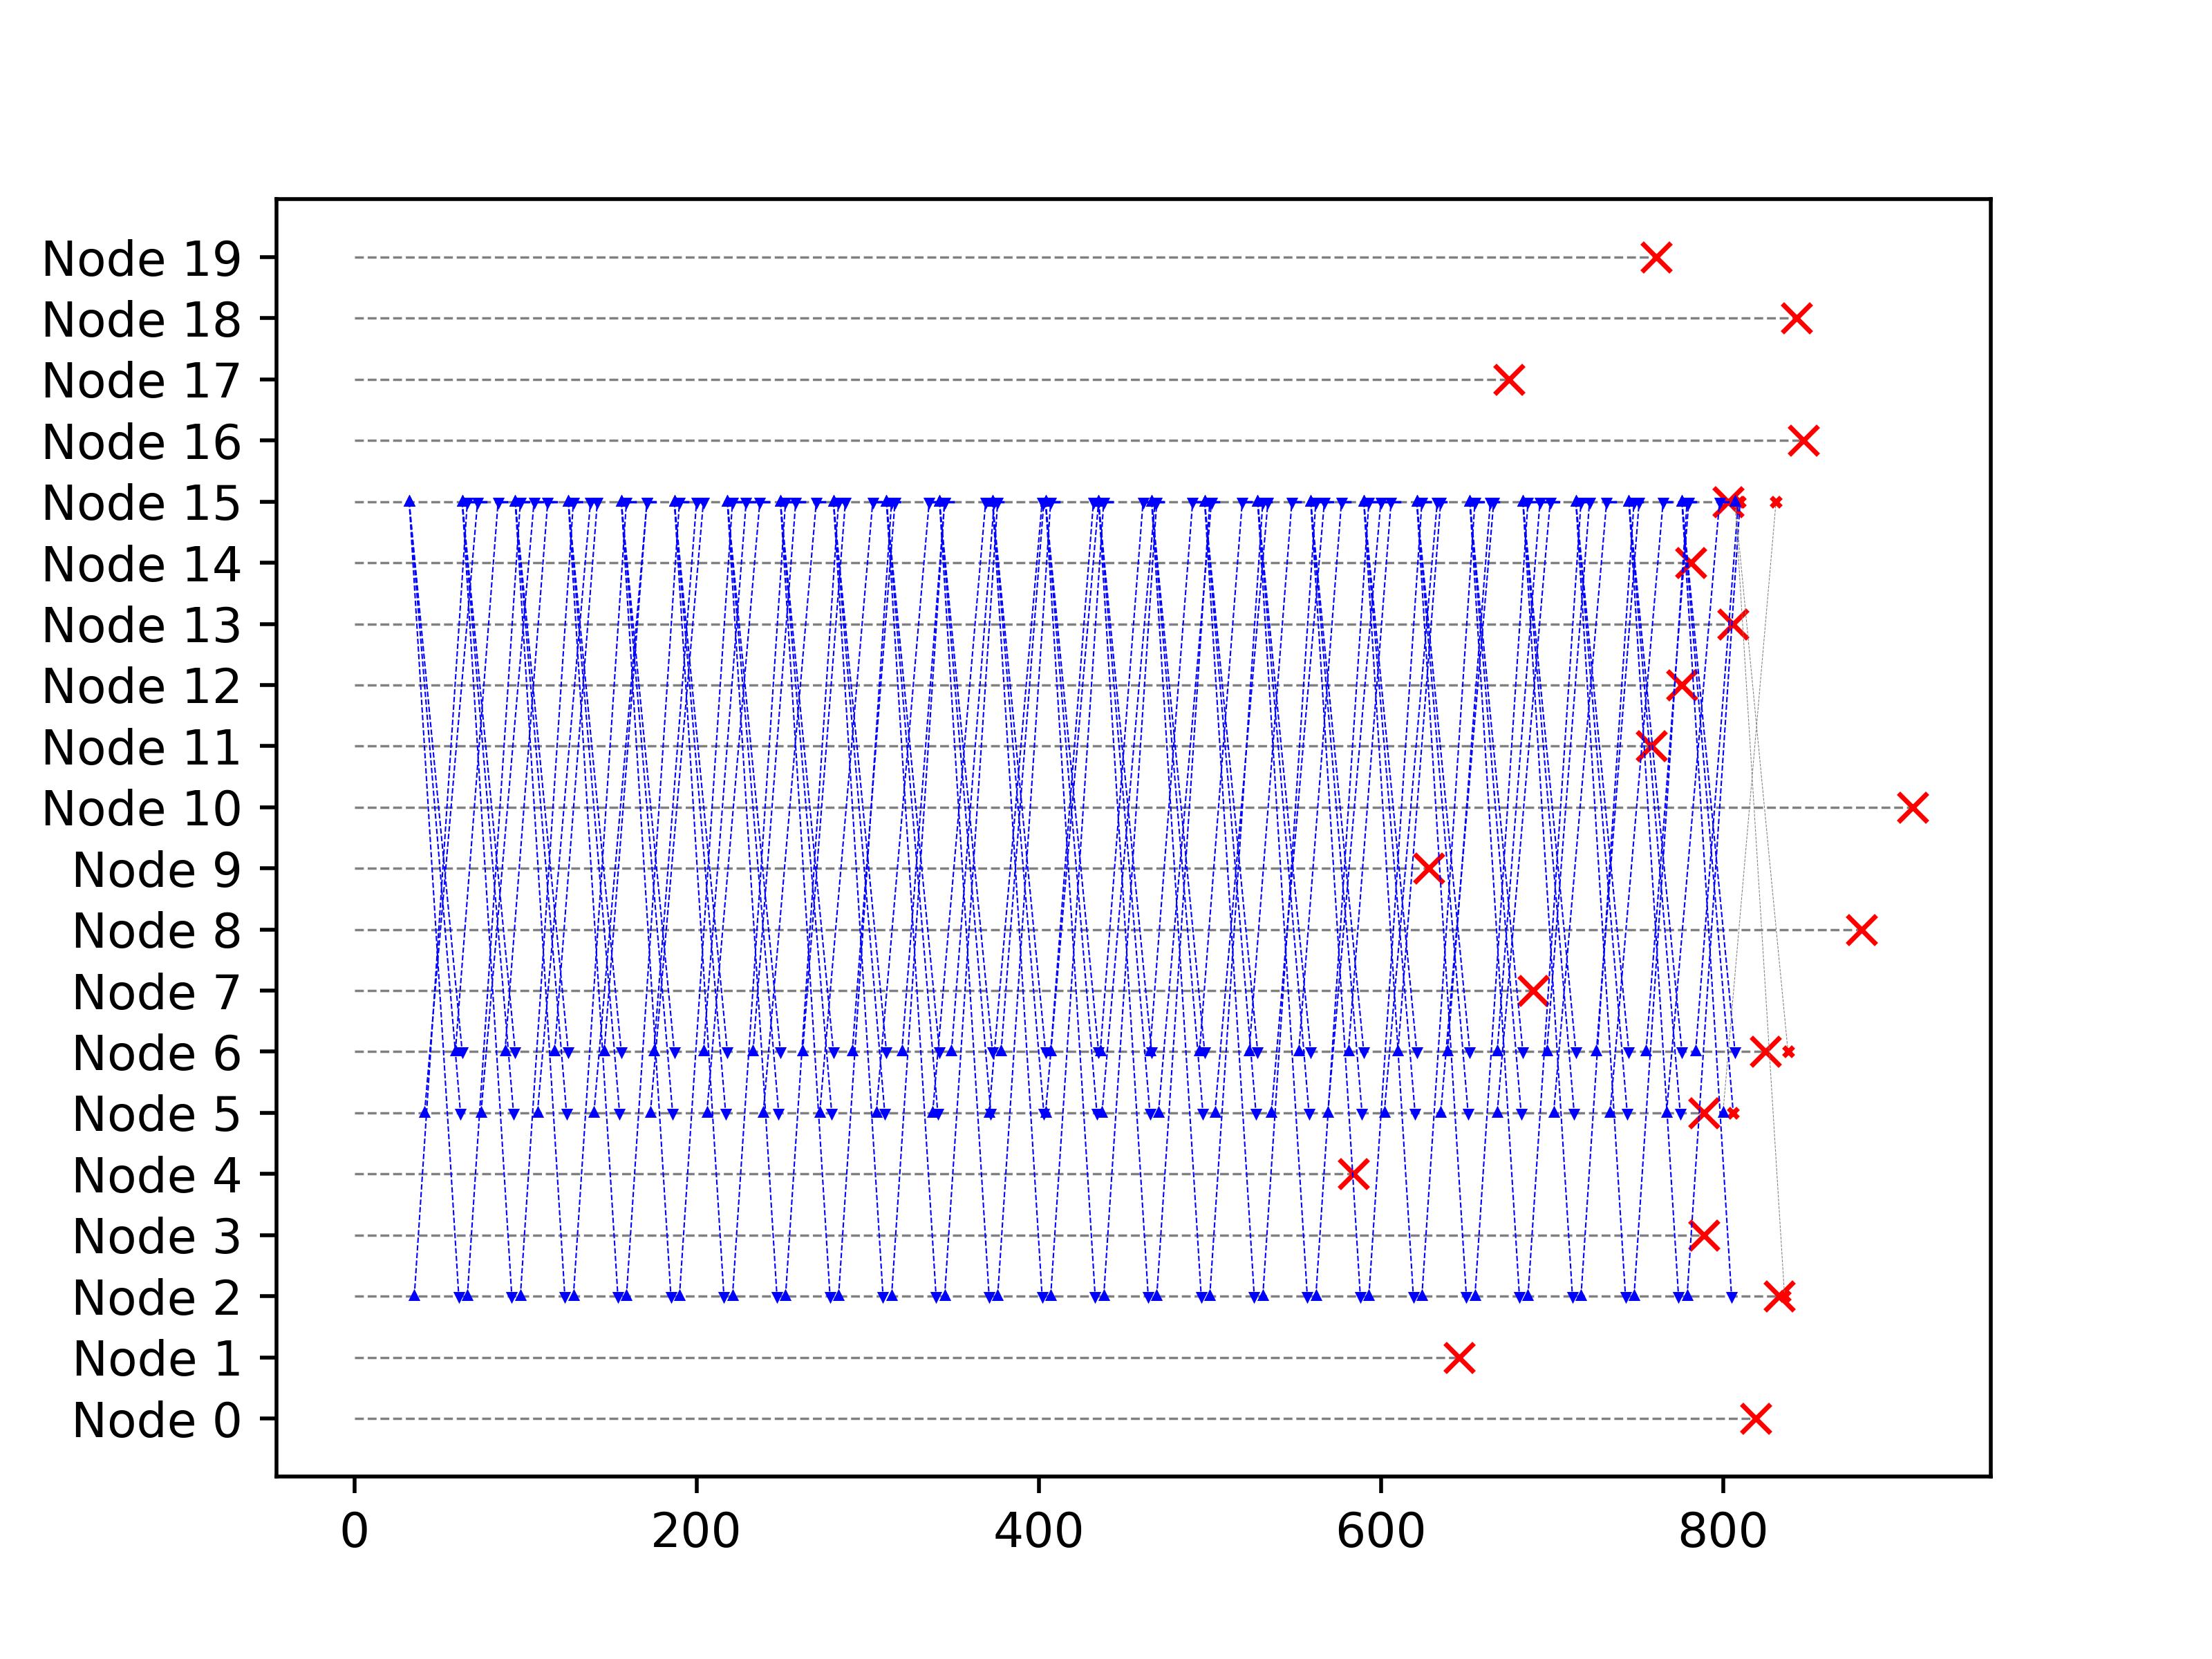 Node 19
Node 18
Node 17
Node 16
Node 15
Node 14
Node 13
Node 12
Node 11
Node 10
Node 9
Node 8
Node 7
Node 6
Node 5
Node 4
Node 3
Node 2
Node 1
Node 0
0 200 400 600 800